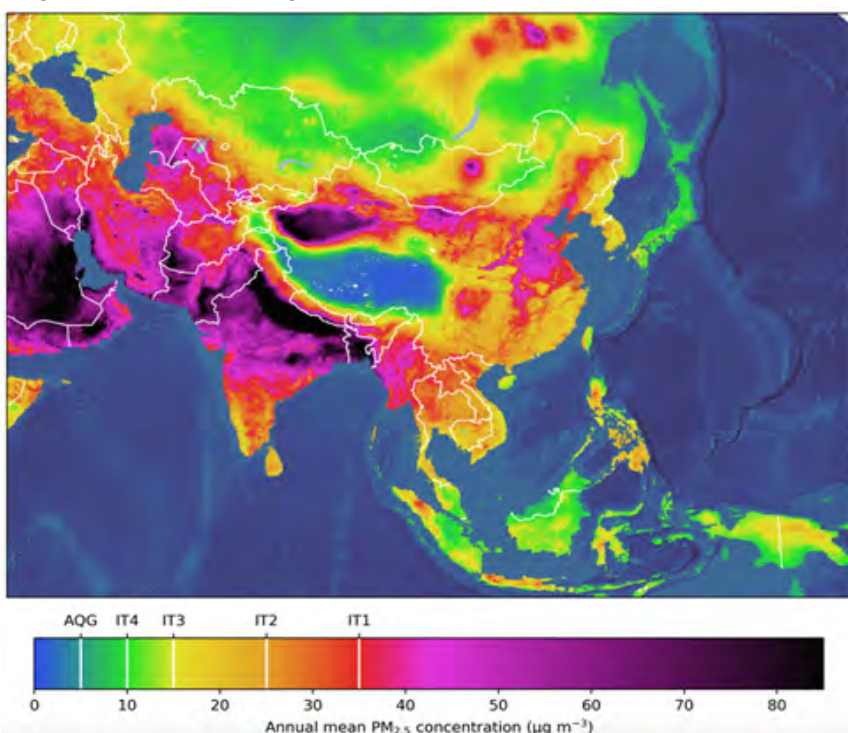 AQG IT4 IT3 IT2 IT1
0 10 20 30 40 50 60 70 80
Annual mean PM₂.₅ concentration (µg m⁻³)